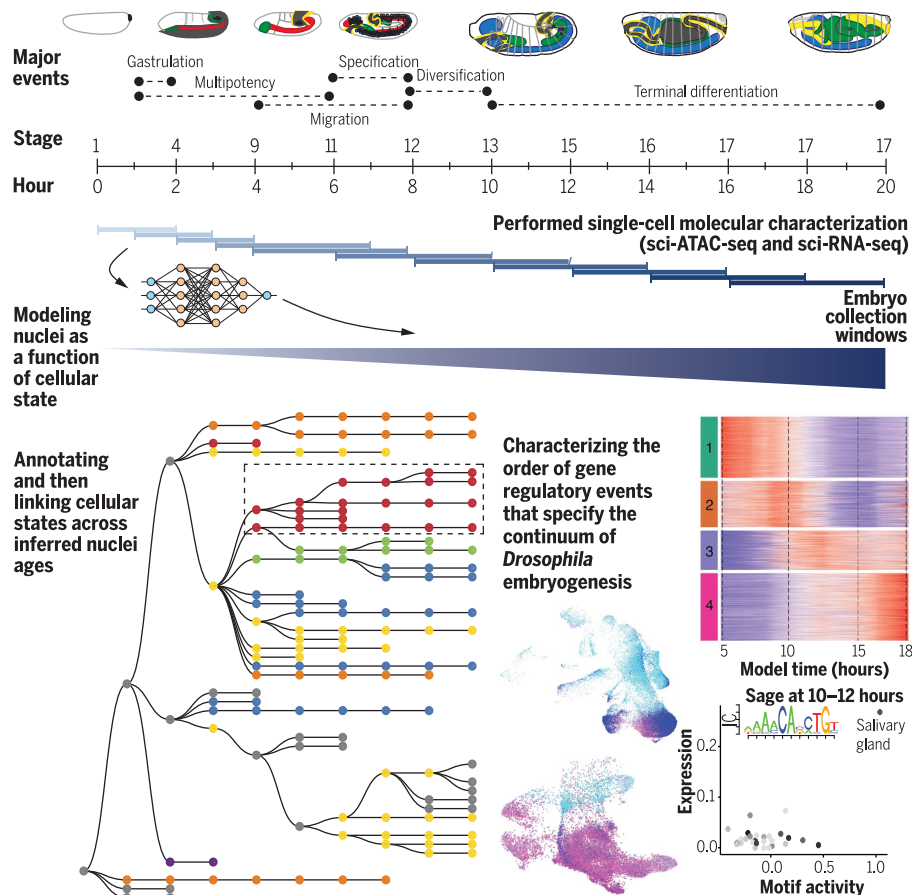 Major
events
Gastrulation
Multipotency
Specification
Diversification
Terminal differentiation
Migration
Stage
1 4 9 11 12 13 15 16 17 17 17
Hour
0 2 4 6 8 10 12 14 16 18 20
Performed single-cell molecular characterization
(sci-ATAC-seq and sci-RNA-seq)
Embryo
collection
windows
Modeling
nuclei as
a function
of cellular
state
Annotating
and then
linking cellular
states across
inferred nuclei
ages
Characterizing the
order of gene
regulatory events
that specify the
continuum of
Drosophila
embryogenesis
1
2
3
4
5 10 15 18
Model time (hours)
Sage at 10–12 hours
Salivary
gland
Expression
0.2
0.1
0.0
0.0 0.5 1.0
Motif activity